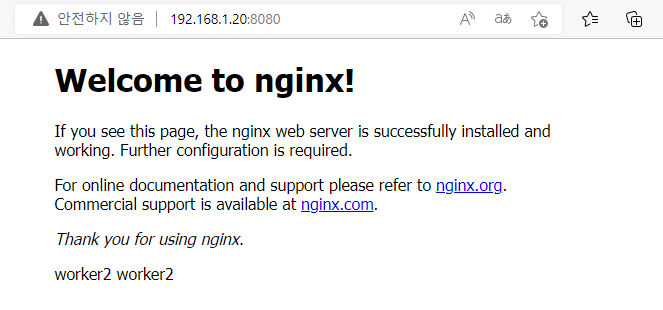 안전하지 않음 | 192.168.1.20:8080
Welcome to nginx!
If you see this page, the nginx web server is successfully installed and
working. Further configuration is required.
For online documentation and support please refer to nginx.org.
Commercial support is available at nginx.com.
Thank you for using nginx.
worker2 worker2